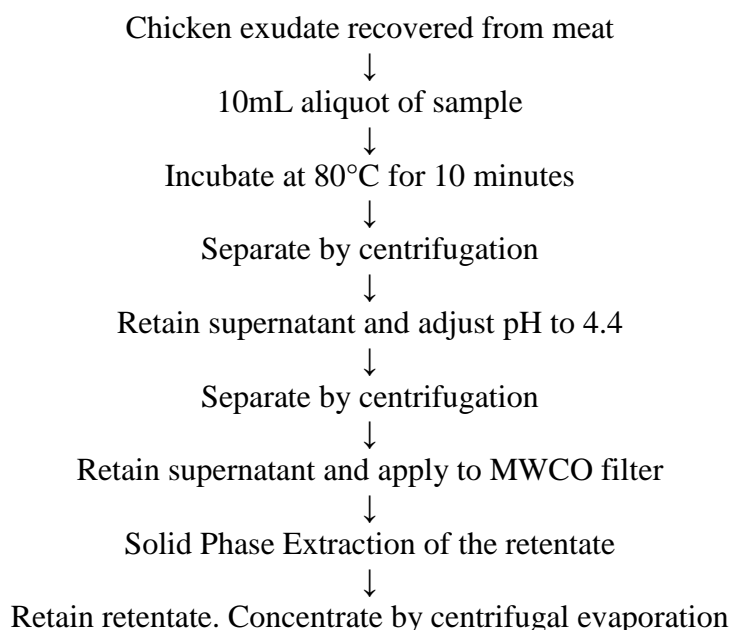 Chicken exudate recovered from meat
↓
10mL aliquot of sample
↓
Incubate at 80°C for 10 minutes
↓
Separate by centrifugation
↓
Retain supernatant and adjust pH to 4.4
↓
Separate by centrifugation
↓
Retain supernatant and apply to MWCO filter
↓
Solid Phase Extraction of the retentate
↓
Retain retentate. Concentrate by centrifugal evaporation